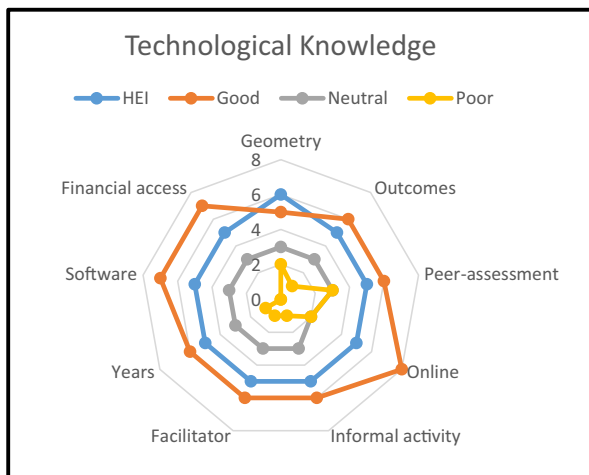 Technological Knowledge
HEI Good Neutral Poor
Geometry
8
Financial access Outcomes
6
4
Software Peer-assessment
2
0
Years Online
Facilitator Informal activity